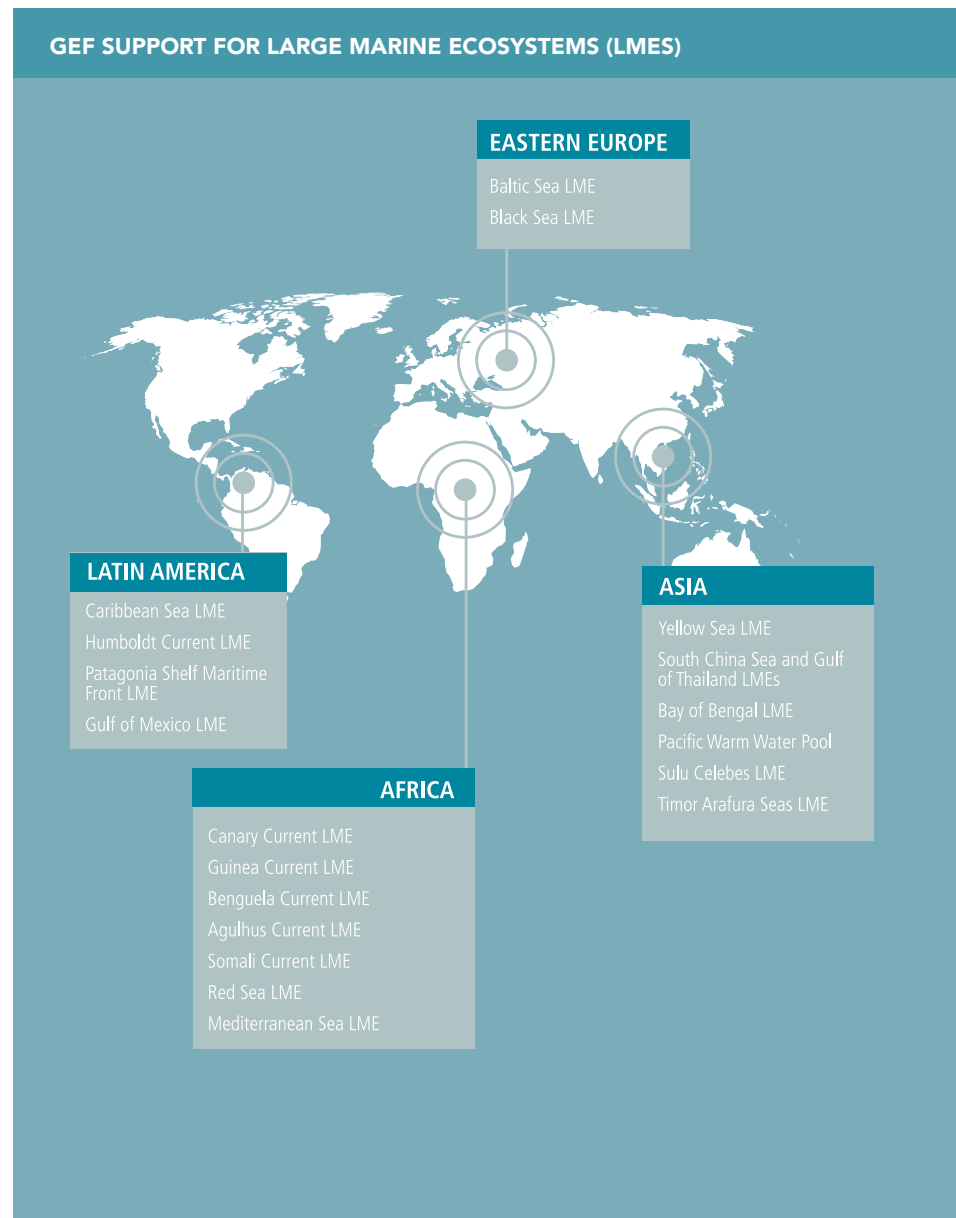 GEF SUPPORT FOR LARGE MARINE ECOSYSTEMS (LMES)
EASTERN EUROPE
Baltic Sea LME
Black Sea LME
LATIN AMERICA
Caribbean Sea LME
Humboldt Current LME
Patagonia Shelf Maritime
Front LME
Gulf of Mexico LME
ASIA
Yellow Sea LME
South China Sea and Gulf
of Thailand LMEs
Bay of Bengal LME
Pacific Warm Water Pool
Sulu Celebes LME
Timor Arafura Seas LME
AFRICA
Canary Current LME
Guinea Current LME
Benguela Current LME
Agulhus Current LME
Somali Current LME
Red Sea LME
Mediterranean Sea LME